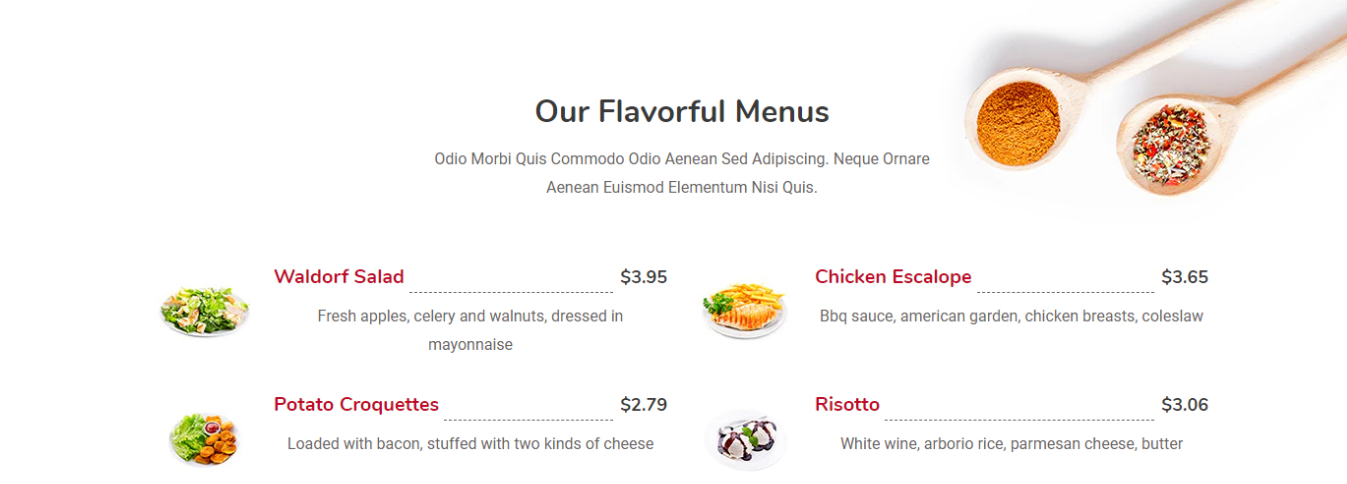 Our Flavorful Menus
Odio Morbi Quis Commodo Odio Aenean Sed Adipiscing. Neque Ornare
Aenean Euismod Elementum Nisi Quis.
Waldorf Salad $3.95
Fresh apples, celery and walnuts, dressed in
mayonnaise
Chicken Escalope $3.65
Bbq sauce, american garden, chicken breasts, coleslaw
Potato Croquettes $2.79
Loaded with bacon, stuffed with two kinds of cheese
Risotto $3.06
White wine, arborio rice, parmesan cheese, butter